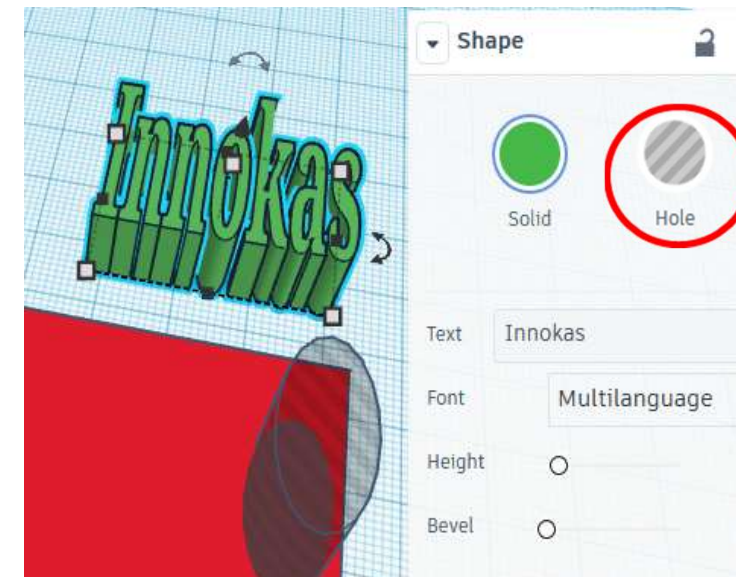 Innokas
Shape
Solid
Hole
Text Innokas
Font Multilanguage
Height
Bevel